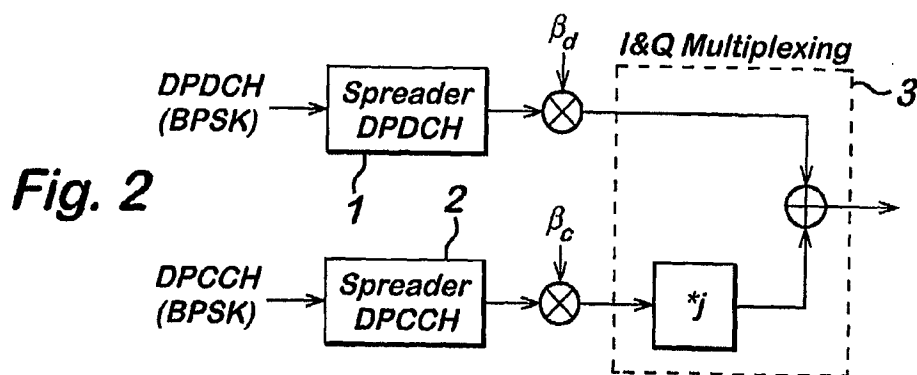 Fig. 2
DPDCH
(BPSK)
Spreader
DPDCH
1
β_d
I&Q Multiplexing
3
DPCCH
(BPSK)
Spreader
DPCCH
2
β_c
*j